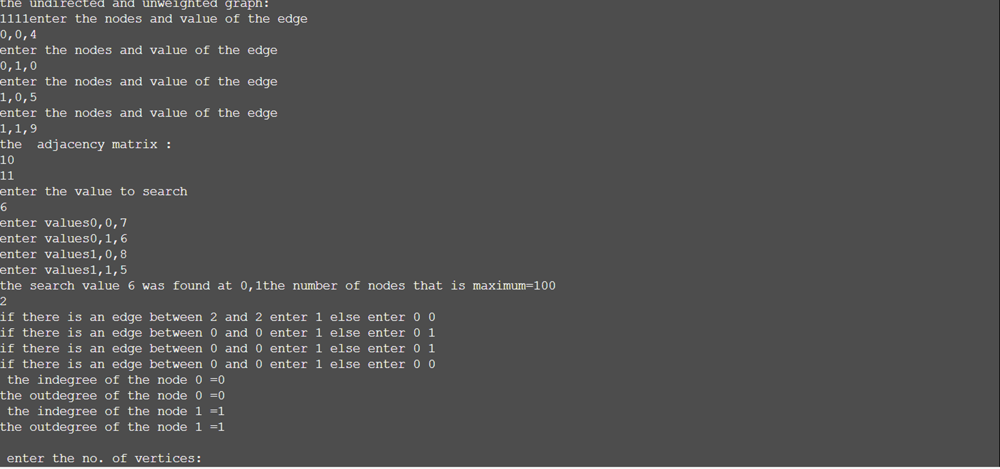 the undirected and unweighted graph:
1111enter the nodes and value of the edge
0,0,4
enter the nodes and value of the edge
0,1,0
enter the nodes and value of the edge
1,0,5
enter the nodes and value of the edge
1,1,9
the  adjacency matrix :
10
11
enter the value to search
6
enter values0,0,7
enter values0,1,6
enter values1,0,8
enter values1,1,5
the search value 6 was found at 0,1the number of nodes that is maximum=100
2
if there is an edge between 2 and 2 enter 1 else enter 0 0
if there is an edge between 0 and 0 enter 1 else enter 0 1
if there is an edge between 0 and 0 enter 1 else enter 0 1
if there is an edge between 0 and 0 enter 1 else enter 0 0
 the indegree of the node 0 =0
the outdegree of the node 0 =0
 the indegree of the node 1 =1
the outdegree of the node 1 =1
 enter the no. of vertices: